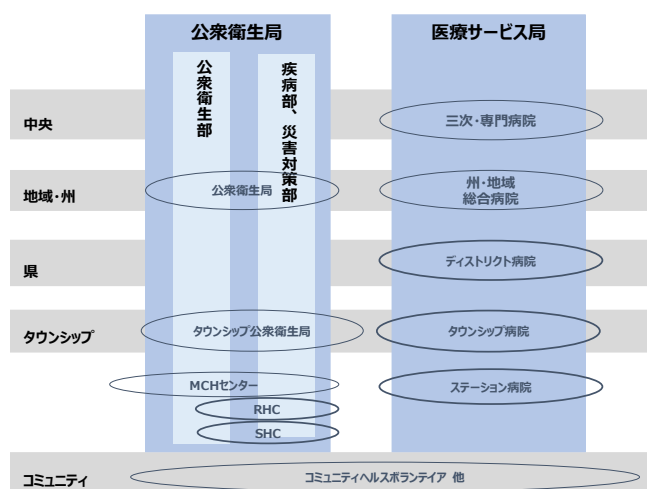 公衆衛生局
医療サービス局
公衆衛生部
疾病部、災害対策部
中央
三次・専門病院
地域・州
公衆衛生局
州・地域
総合病院
県
ディストリクト病院
タウンシップ
タウンシップ公衆衛生局
タウンシップ病院
MCHセンター
ステーション病院
RHC
SHC
コミュニティ
コミュニティヘルスボランテイア 他